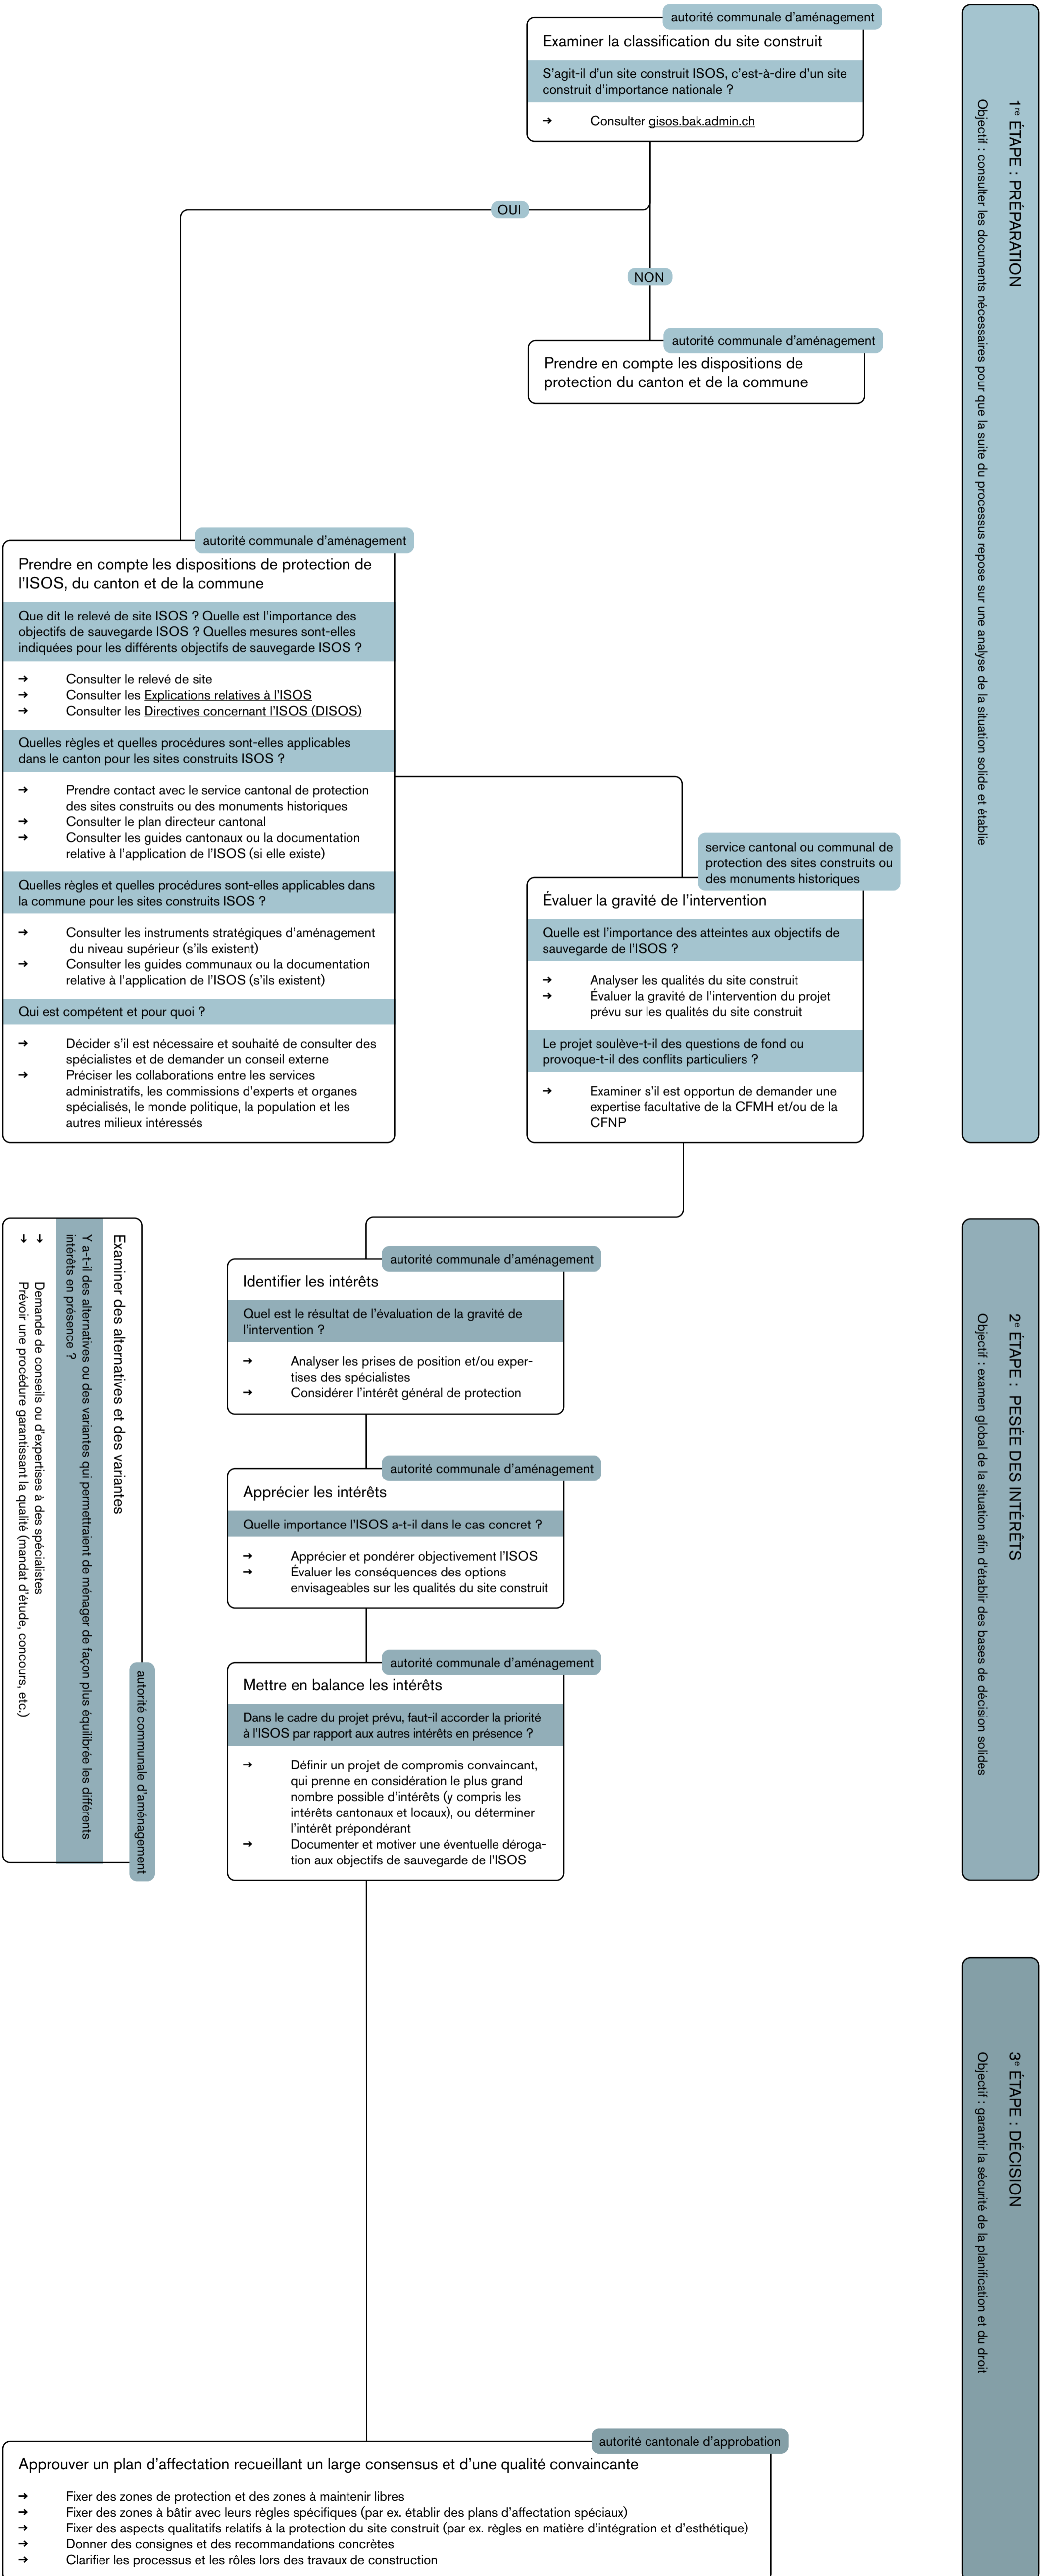 autorité communale d'aménagement
Examiner la classification du site construit
S'agit-il d'un site construit ISOS, c'est-à-dire d'un site
construit d'importance nationale ?
➔ Consulter gisos.bak.admin.ch
OUI
NON
autorité communale d'aménagement
Prendre en compte les dispositions de
protection du canton et de la commune
autorité communale d'aménagement
Prendre en compte les dispositions de protection de
l'ISOS, du canton et de la commune
Que dit le relevé de site ISOS ? Quelle est l'importance des
objectifs de sauvegarde ISOS ? Quelles mesures sont-elles
indiquées pour les différents objectifs de sauvegarde ISOS ?
➔ Consulter le relevé de site
➔ Consulter les Explications relatives à l'ISOS
➔ Consulter les Directives concernant l'ISOS (DISOS)
Quelles règles et quelles procédures sont-elles applicables
dans le canton pour les sites construits ISOS ?
➔ Prendre contact avec le service cantonal de protection
des sites construits ou des monuments historiques
➔ Consulter le plan directeur cantonal
➔ Consulter les guides cantonaux ou la documentation
relative à l'application de l'ISOS (si elle existe)
Quelles règles et quelles procédures sont-elles applicables dans
la commune pour les sites construits ISOS ?
➔ Consulter les instruments stratégiques d'aménagement
du niveau supérieur (s'ils existent)
➔ Consulter les guides communaux ou la documentation
relative à l'application de l'ISOS (s'ils existent)
Qui est compétent et pour quoi ?
➔ Décider s'il est nécessaire et souhaité de consulter des
spécialistes et de demander un conseil externe
➔ Préciser les collaborations entre les services
administratifs, les commissions d'experts et organes
spécialisés, le monde politique, la population et les
autres milieux intéressés
service cantonal ou communal de
protection des sites construits ou
des monuments historiques
Évaluer la gravité de l'intervention
Quelle est l'importance des atteintes aux objectifs de
sauvegarde de l'ISOS ?
➔ Analyser les qualités du site construit
➔ Évaluer la gravité de l'intervention du projet
prévu sur les qualités du site construit
Le projet soulève-t-il des questions de fond ou
provoque-t-il des conflits particuliers ?
➔ Examiner s'il est opportun de demander une
expertise facultative de la CFMH et/ou de la
CFNP
1re ÉTAPE : PRÉPARATION
Objectif : consulter les documents nécessaires pour que la suite du processus repose sur une analyse de la situation solide et établie
autorité communale d'aménagement
Examiner des alternatives et des variantes
Y a-t-il des alternatives ou des variantes qui permettraient de ménager de façon plus équilibrée les différents
intérêts en présence ?
➔ Demande de conseils ou d'expertises à des spécialistes
➔ Prévoir une procédure garantissant la qualité (mandat d'étude, concours, etc.)
autorité communale d'aménagement
Identifier les intérêts
Quel est le résultat de l'évaluation de la gravité de
l'intervention ?
➔ Analyser les prises de position et/ou exper-
tises des spécialistes
➔ Considérer l'intérêt général de protection
autorité communale d'aménagement
Apprécier les intérêts
Quelle importance l'ISOS a-t-il dans le cas concret ?
➔ Apprécier et pondérer objectivement l'ISOS
➔ Évaluer les conséquences des options
envisageables sur les qualités du site construit
autorité communale d'aménagement
Mettre en balance les intérêts
Dans le cadre du projet prévu, faut-il accorder la priorité
à l'ISOS par rapport aux autres intérêts en présence ?
➔ Définir un projet de compromis convaincant,
qui prenne en considération le plus grand
nombre possible d'intérêts (y compris les
intérêts cantonaux et locaux), ou déterminer
l'intérêt prépondérant
➔ Documenter et motiver une éventuelle déroga-
tion aux objectifs de sauvegarde de l'ISOS
2e ÉTAPE : PESÉE DES INTÉRÊTS
Objectif : examen global de la situation afin d'établir des bases de décision solides
3e ÉTAPE : DÉCISION
Objectif : garantir la sécurité de la planification et du droit
autorité cantonale d'approbation
Approuver un plan d'affectation recueillant un large consensus et d'une qualité convaincante
➔ Fixer des zones de protection et des zones à maintenir libres
➔ Fixer des zones à bâtir avec leurs règles spécifiques (par ex. établir des plans d'affectation spéciaux)
➔ Fixer des aspects qualitatifs relatifs à la protection du site construit (par ex. règles en matière d'intégration et d'esthétique)
➔ Donner des consignes et des recommandations concrètes
➔ Clarifier les processus et les rôles lors des travaux de construction